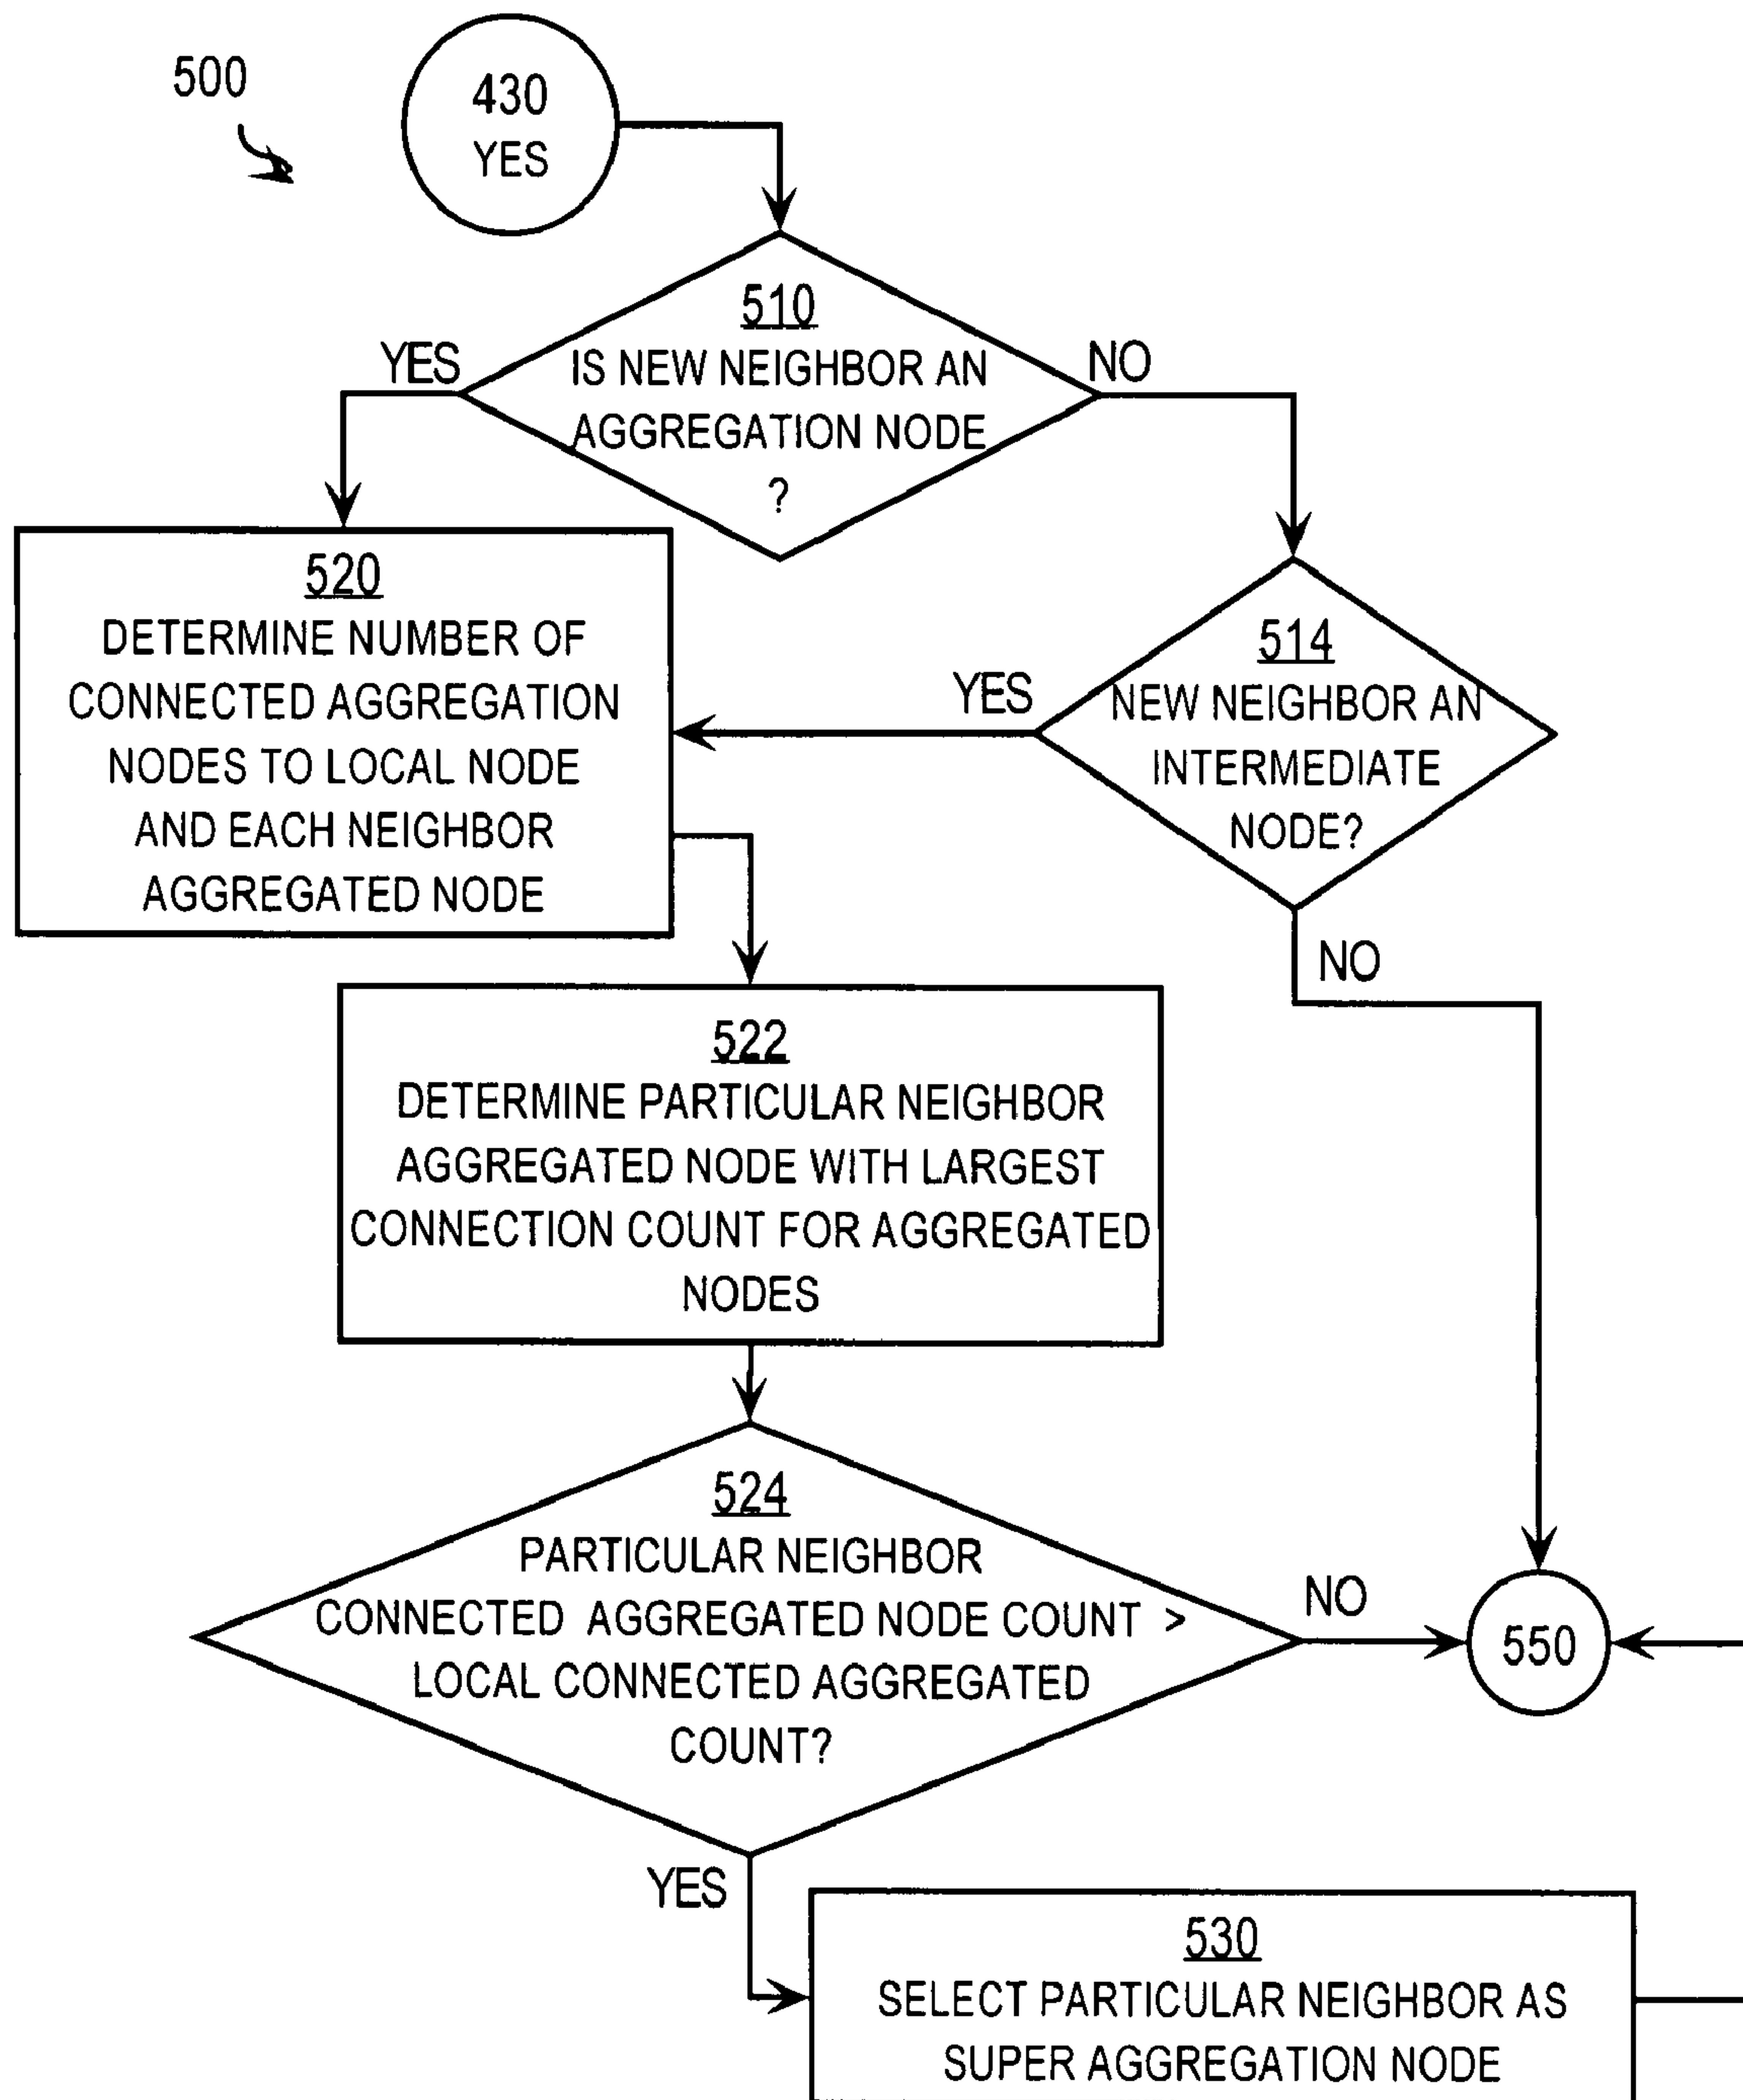 500
430
YES
510
IS NEW NEIGHBOR AN
AGGREGATION NODE
?
YES
NO
520
DETERMINE NUMBER OF
CONNECTED AGGREGATION
NODES TO LOCAL NODE
AND EACH NEIGHBOR
AGGREGATED NODE
514
NEW NEIGHBOR AN
INTERMEDIATE
NODE?
YES
NO
522
DETERMINE PARTICULAR NEIGHBOR
AGGREGATED NODE WITH LARGEST
CONNECTION COUNT FOR AGGREGATED
NODES
524
PARTICULAR NEIGHBOR
CONNECTED AGGREGATED NODE COUNT >
LOCAL CONNECTED AGGREGATED
COUNT?
NO
550
YES
530
SELECT PARTICULAR NEIGHBOR AS
SUPER AGGREGATION NODE